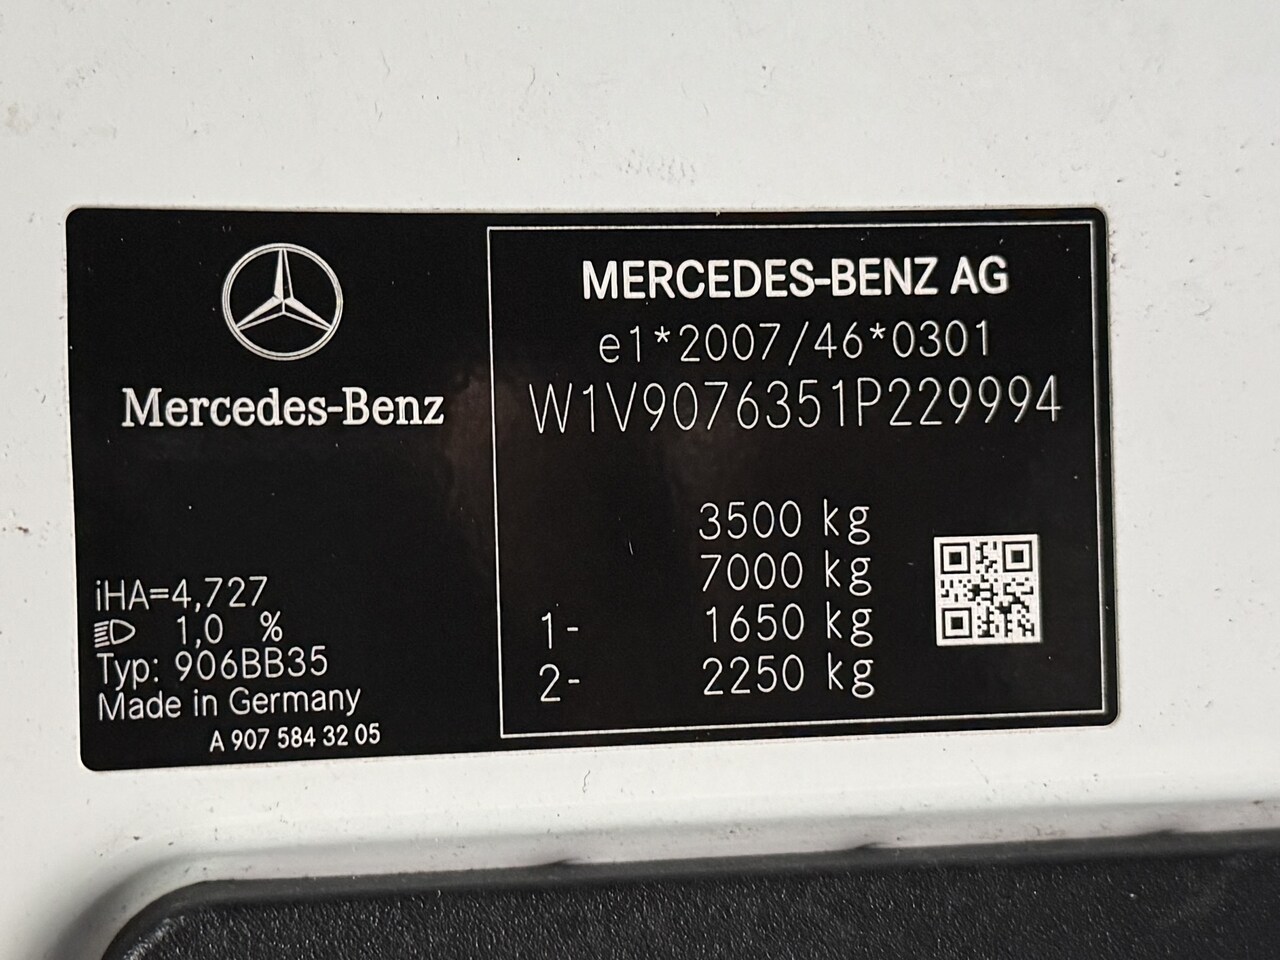 Mercedes-Benz
iHA=4,727
1,0 %
Typ: 906BB35
Made in Germany
A 907 584 32 05
MERCEDES-BENZ AG
e1*2007/46*0301
W1V9076351P229994
3500 kg
7000 kg
1- 1650 kg
2- 2250 kg